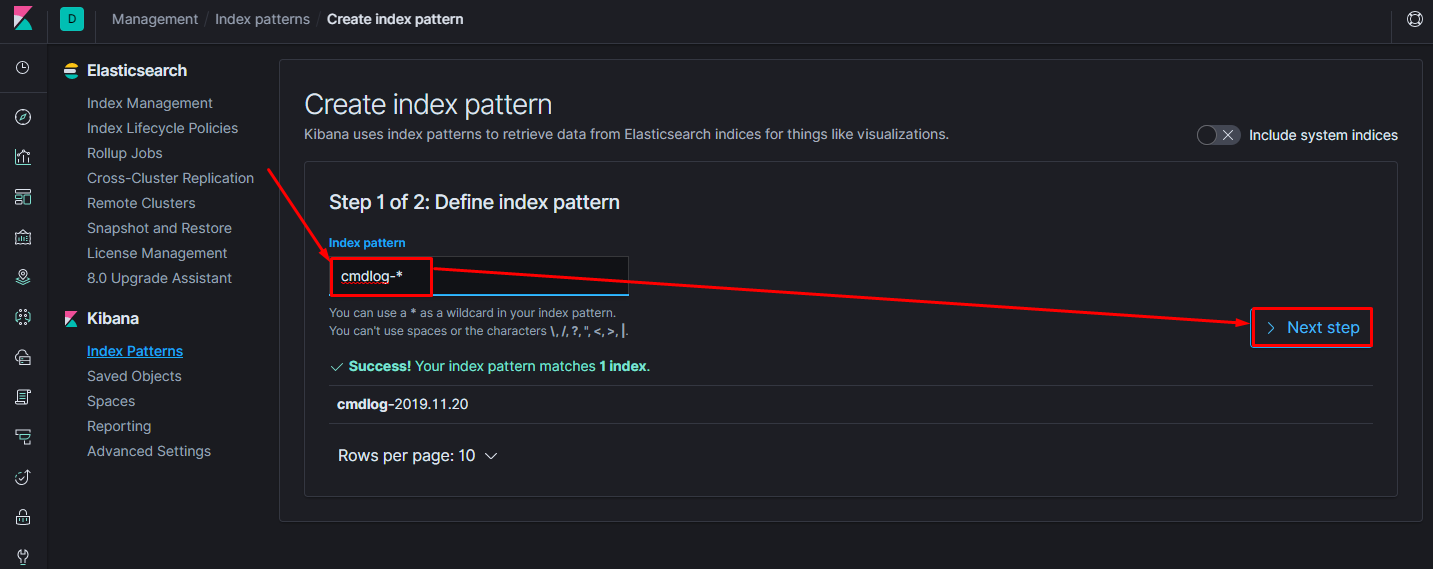 D Management / Index patterns / Create index pattern
Elasticsearch
Index Management
Index Lifecycle Policies
Rollup Jobs
Cross-Cluster Replication
Remote Clusters
Snapshot and Restore
License Management
8.0 Upgrade Assistant
Kibana
Index Patterns
Saved Objects
Spaces
Reporting
Advanced Settings
Create index pattern
Kibana uses index patterns to retrieve data from Elasticsearch indices for things like visualizations.
Include system indices
Step 1 of 2: Define index pattern
Index pattern
cmdlog-*
You can use a * as a wildcard in your index pattern.
You can't use spaces or the characters \, /, ?, ", <, >, |.
Next step
Success! Your index pattern matches 1 index.
cmdlog-2019.11.20
Rows per page: 10